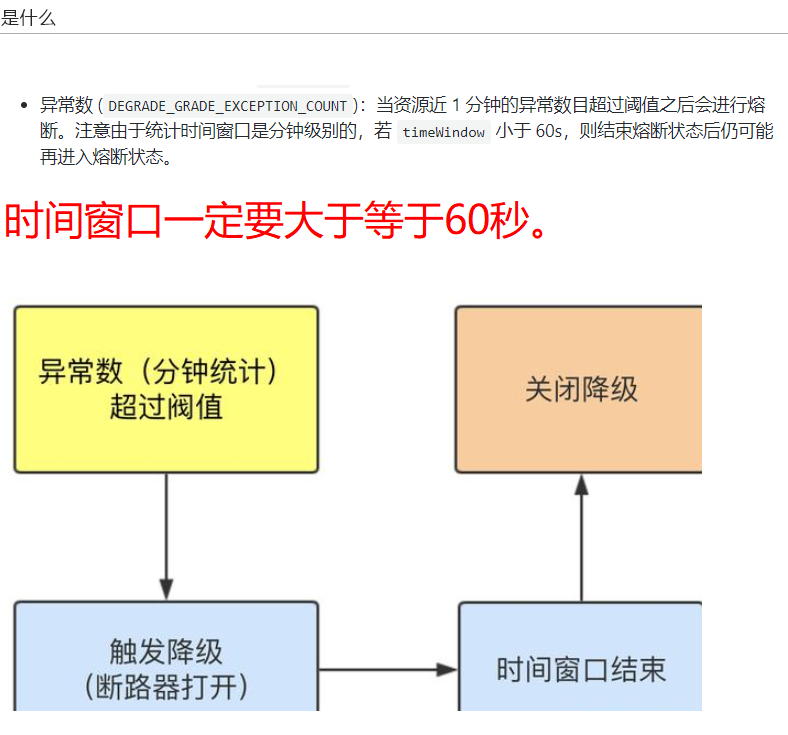 是什么
异常数 (DEGRADE_GRADE_EXCEPTION_COUNT)：当资源近 1 分钟的异常数目超过阈值之后会进行熔
断。注意由于统计时间窗口是分钟级别的，若 timeWindow 小于 60s，则结束熔断状态后仍可能
再进入熔断状态。
时间窗口一定要大于等于60秒。
异常数（分钟统计）
超过阀值
关闭降级
触发降级
（断路器打开）
时间窗口结束